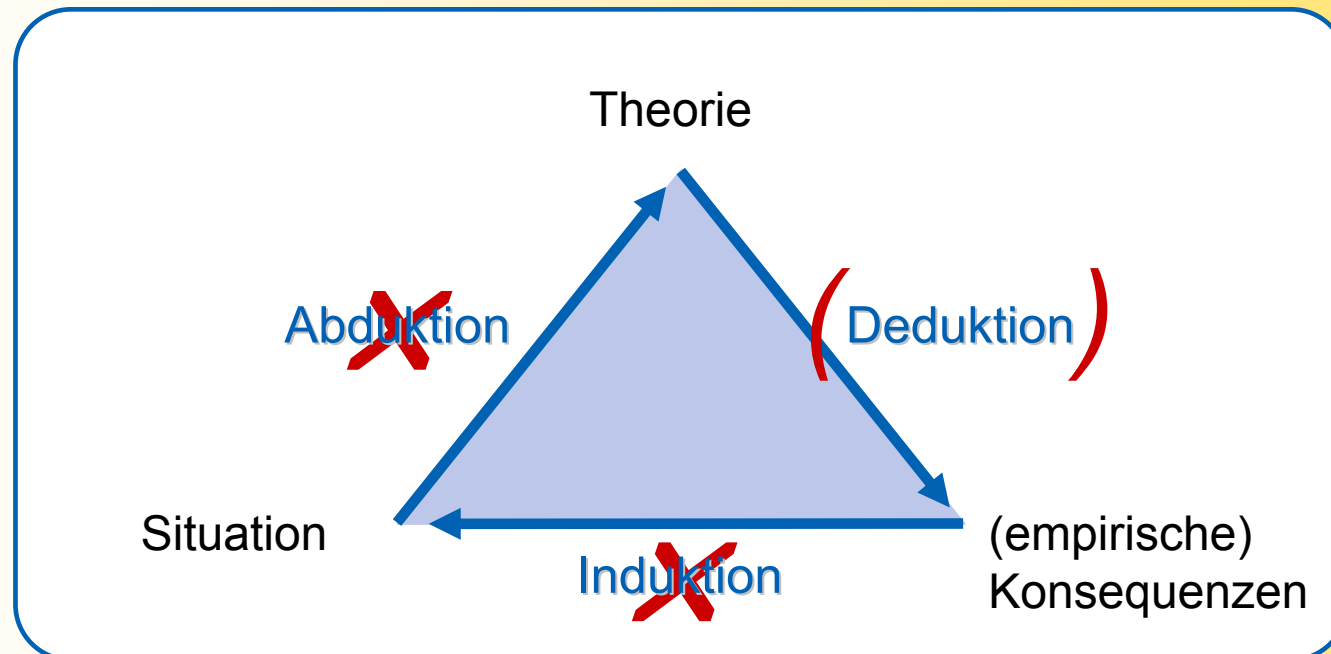 Theorie
Abduktion
( Deduktion )
Situation
Induktion
(empirische)
Konsequenzen